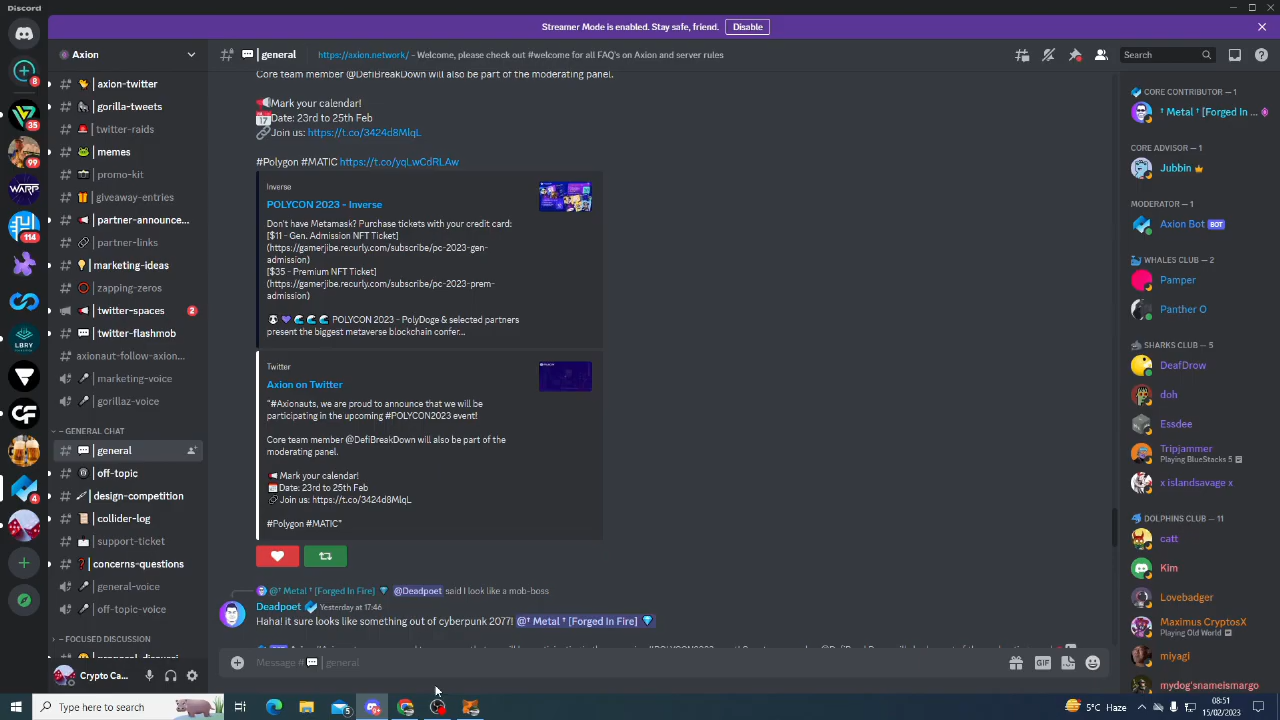 Discord
Streamer Mode is enabled. Stay safe, friend.
Disable
Axion
general
https://axion.network/ - Welcome, please check out #welcome for all FAQ's on Axion and server rules
Search
8
35
99
114
4
WARP
LBRY
axion-twitter
gorilla-tweets
twitter-raids
memes
promo-kit
giveaway-entries
partner-announce...
partner-links
marketing-ideas
zapping-zeros
twitter-spaces
2
twitter-flashmob
axionaut-follow-axion...
marketing-voice
gorillaz-voice
GENERAL CHAT
general
off-topic
design-competition
collider-log
support-ticket
concerns-questions
general-voice
off-topic-voice
FOCUSED DISCUSSION
Crypto Ca...
Core team member @DefiBreakDown will also be part of the moderating panel.
Mark your calendar!
Date: 23rd to 25th Feb
Join us: https://t.co/3424d8MlqL
#Polygon #MATIC https://t.co/yqLwCdRLAw
Inverse
POLYCON 2023 - Inverse
Don't have Metamask? Purchase tickets with your credit card:
[$11 - Gen. Admission NFT Ticket]
(https://gamerjibe.recurly.com/subscribe/pc-2023-gen-
admission)
[$35 - Premium NFT Ticket]
(https://gamerjibe.recurly.com/subscribe/pc-2023-prem-
admission)
POLYCON 2023 - PolyDoge & selected partners
present the biggest metaverse blockchain confer...
Twitter
Axion on Twitter
"#Axionauts, we are proud to announce that we will be
participating in the upcoming #POLYCON2023 event!
Core team member @DefiBreakDown will also be part of the
moderating panel.
Mark your calendar!
Date: 23rd to 25th Feb
Join us: https://t.co/3424d8MlqL
#Polygon #MATIC"
@† Metal † [Forged In Fire] @Deadpoet said I look like a mob-boss
Deadpoet Yesterday at 17:46
Haha! it sure looks like something out of cyberpunk 2077! @† Metal † [Forged In Fire]
Message # general
GIF
CORE CONTRIBUTOR — 1
† Metal † [Forged In ...
CORE ADVISOR — 1
Jubbin
MODERATOR — 1
Axion Bot BOT
WHALES CLUB — 2
Pamper
Panther O
SHARKS CLUB — 5
DeafDrow
doh
Essdee
Tripjammer
Playing BlueStacks 5
x islandsavage x
DOLPHINS CLUB — 11
catt
Kim
Lovebadger
Maximus CryptosX
Playing Old World
miyagi
mydog'snameismargo
Type here to search
5
5°C Haze
08:51
15/02/2023